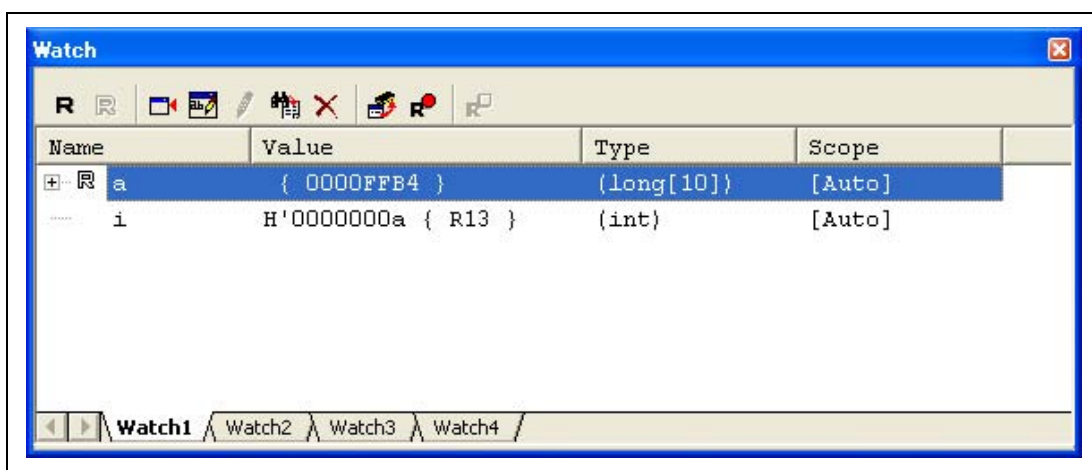 Watch
R R R R
Name Value Type Scope
R a { 0000FFB4 } (long[10]) [Auto]
i H'0000000a { R13 } (int) [Auto]
Watch1 Watch2 Watch3 Watch4